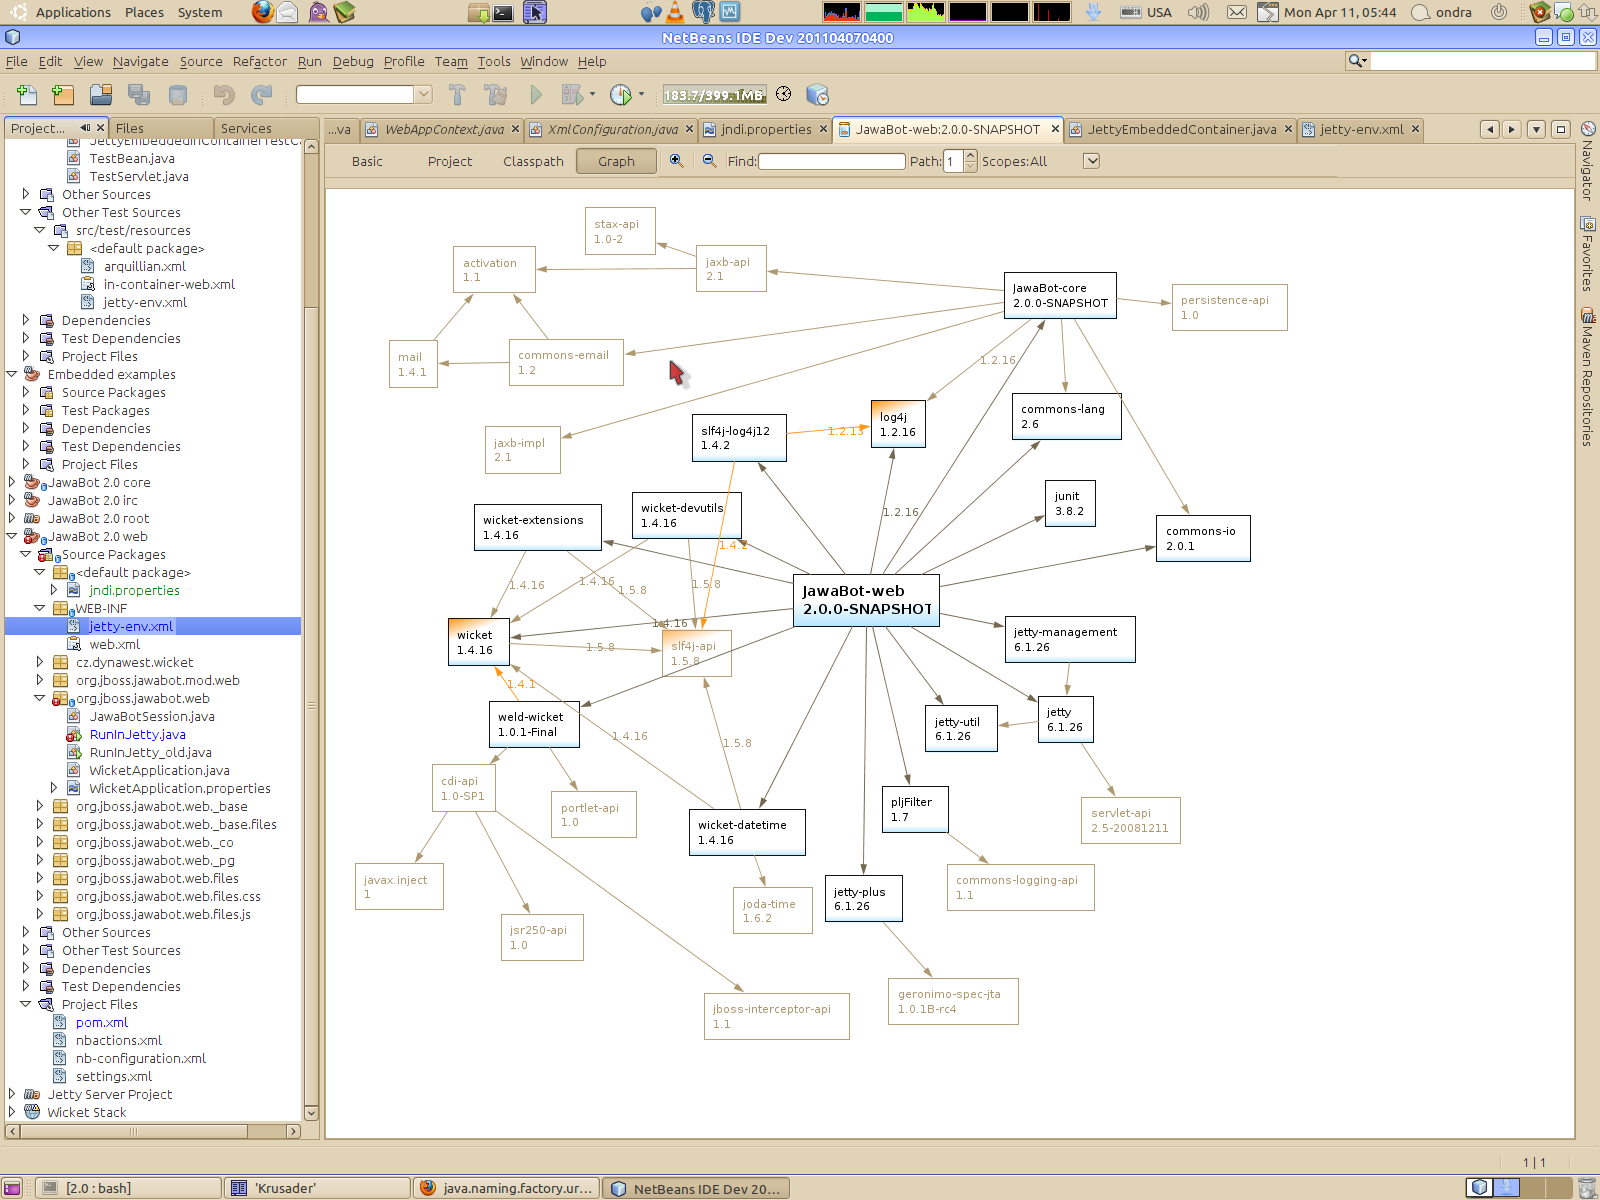 Applications Places System
USA
Mon Apr 11, 05:44
ondra
NetBeans IDE Dev 201104070400
File Edit View Navigate Source Refactor Run Debug Profile Team Tools Window Help
183.7/399.1MB
Project... Files Services
...va
WebAppContext.java
XmlConfiguration.java
jndi.properties
JawaBot-web:2.0.0-SNAPSHOT
JettyEmbeddedContainer.java
jetty-env.xml
Basic Project Classpath Graph Find: Path: 1 Scopes:All
Navigator
Favorites
Maven Repositories
TestBean.java
TestServlet.java
Other Sources
Other Test Sources
src/test/resources
<default package>
arquillian.xml
in-container-web.xml
jetty-env.xml
Dependencies
Test Dependencies
Project Files
Embedded examples
Source Packages
Test Packages
Dependencies
Test Dependencies
Project Files
JawaBot 2.0 core
JawaBot 2.0 irc
JawaBot 2.0 root
JawaBot 2.0 web
Source Packages
<default package>
jndi.properties
WEB-INF
jetty-env.xml
web.xml
cz.dynawest.wicket
org.jboss.jawabot.mod.web
org.jboss.jawabot.web
JawaBotSession.java
RunInJetty.java
RunInJetty_old.java
WicketApplication.java
WicketApplication.properties
org.jboss.jawabot.web._base
org.jboss.jawabot.web._base.files
org.jboss.jawabot.web._co
org.jboss.jawabot.web._pg
org.jboss.jawabot.web.files
org.jboss.jawabot.web.files.css
org.jboss.jawabot.web.files.js
Other Sources
Other Test Sources
Dependencies
Test Dependencies
Project Files
pom.xml
nbactions.xml
nb-configuration.xml
settings.xml
Jetty Server Project
Wicket Stack
stax-api
1.0-2
activation
1.1
jaxb-api
2.1
JawaBot-core
2.0.0-SNAPSHOT
persistence-api
1.0
mail
1.4.1
commons-email
1.2
1.2.16
jaxb-impl
2.1
slf4j-log4j12
1.4.2
1.2.13
log4j
1.2.16
commons-lang
2.6
wicket-extensions
1.4.16
wicket-devutils
1.4.16
1.2.16
junit
3.8.2
commons-io
2.0.1
1.4.2
1.4.16
1.4.16
1.5.8
1.5.8
JawaBot-web
2.0.0-SNAPSHOT
1.4.16
wicket
1.4.16
1.5.8
slf4j-api
1.5.8
jetty-management
6.1.26
1.4.1
weld-wicket
1.0.1-Final
1.4.16
1.5.8
jetty-util
6.1.26
jetty
6.1.26
cdi-api
1.0-SP1
portlet-api
1.0
wicket-datetime
1.4.16
pljFilter
1.7
servlet-api
2.5-20081211
javax.inject
1
joda-time
1.6.2
jetty-plus
6.1.26
commons-logging-api
1.1
jsr250-api
1.0
jboss-interceptor-api
1.1
geronimo-spec-jta
1.0.1B-rc4
1 | 1
[2.0 : bash]
'Krusader'
java.naming.factory.ur...
NetBeans IDE Dev 20...